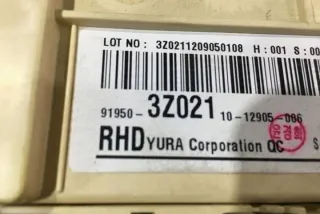 LOT NO : 3Z0211209050108 H : 001 S : 00
91950- 3Z021 10-12905-006
RHD YURA Corporation QC S